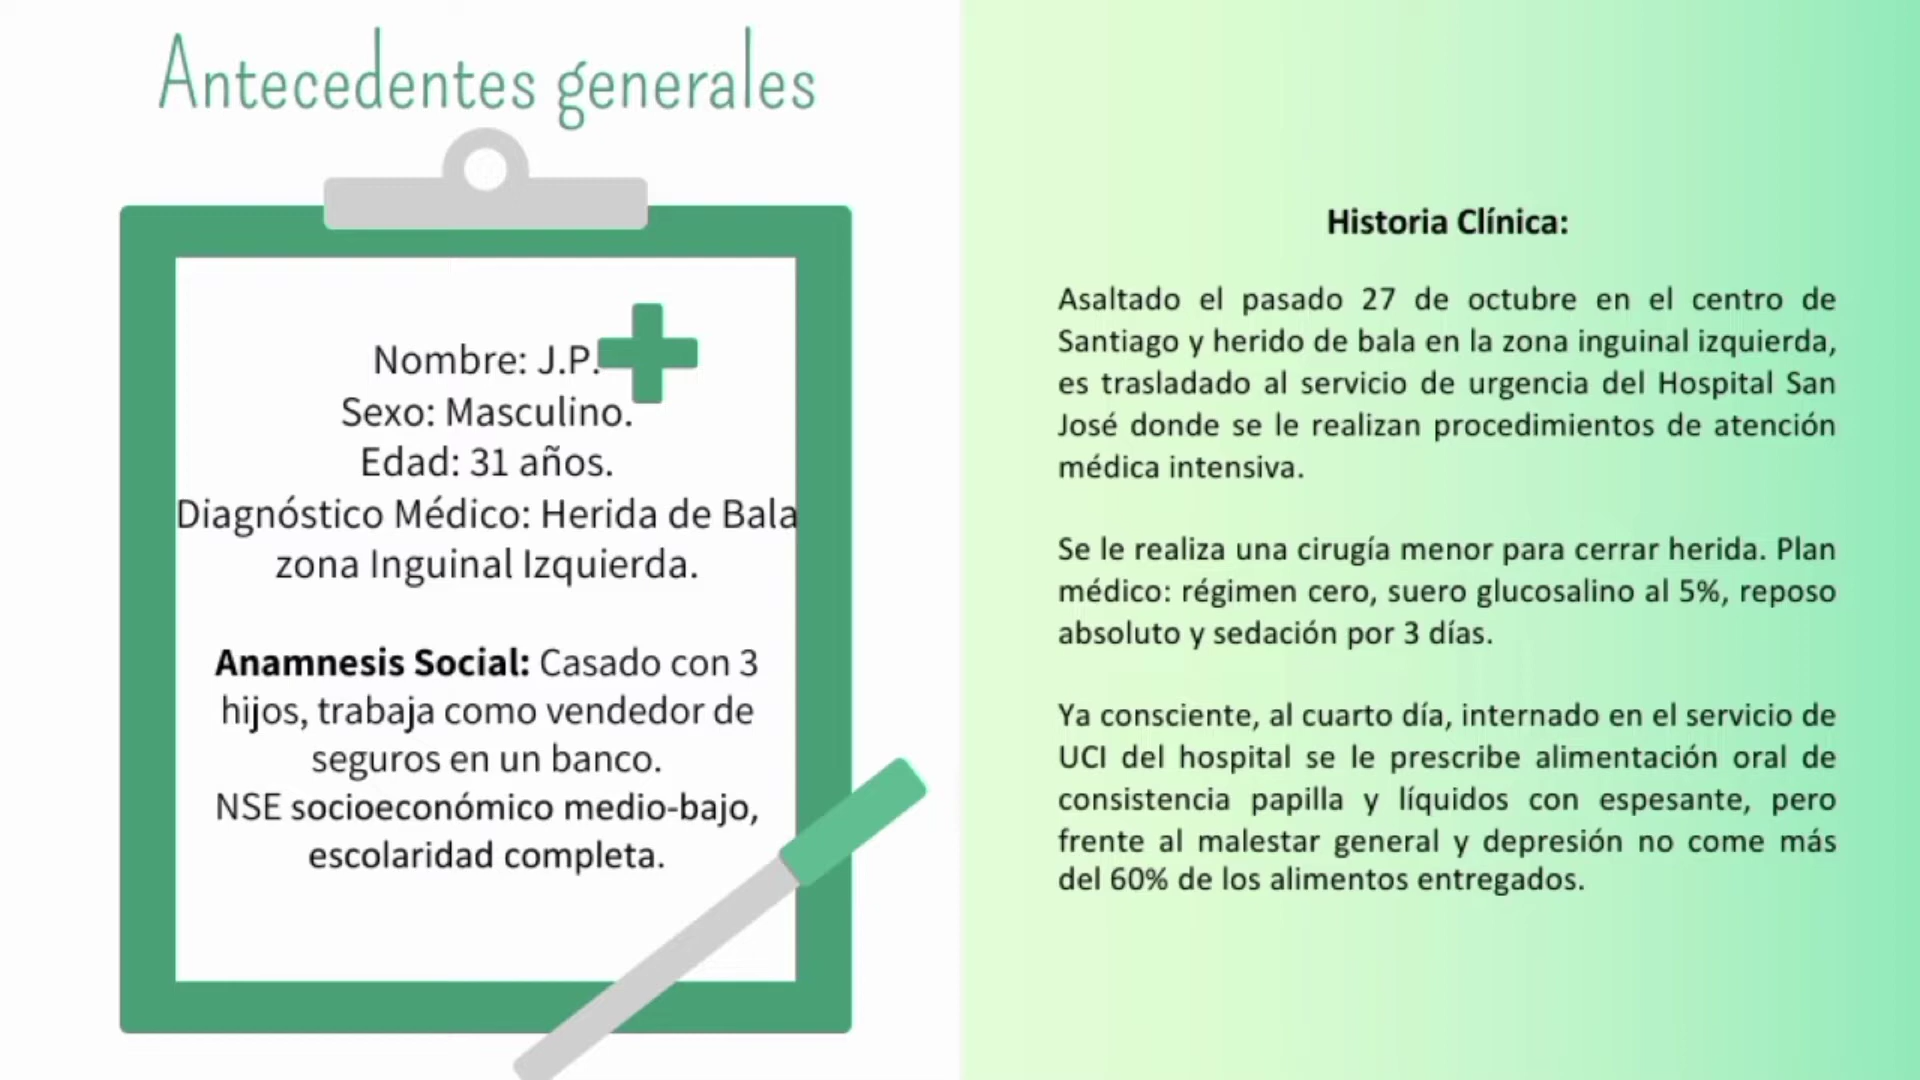 Antecedentes generales
Nombre: J.P.
Sexo: Masculino.
Edad: 31 años.
Diagnóstico Médico: Herida de Bala
zona Inguinal Izquierda.
Anamnesis Social: Casado con 3
hijos, trabaja como vendedor de
seguros en un banco.
NSE socioeconómico medio-bajo,
escolaridad completa.
Historia Clínica:
Asaltado el pasado 27 de octubre en el centro de
Santiago y herido de bala en la zona inguinal izquierda,
es trasladado al servicio de urgencia del Hospital San
José donde se le realizan procedimientos de atención
médica intensiva.
Se le realiza una cirugía menor para cerrar herida. Plan
médico: régimen cero, suero glucosalino al 5%, reposo
absoluto y sedación por 3 días.
Ya consciente, al cuarto día, internado en el servicio de
UCI del hospital se le prescribe alimentación oral de
consistencia papilla y líquidos con espesante, pero
frente al malestar general y depresión no come más
del 60% de los alimentos entregados.